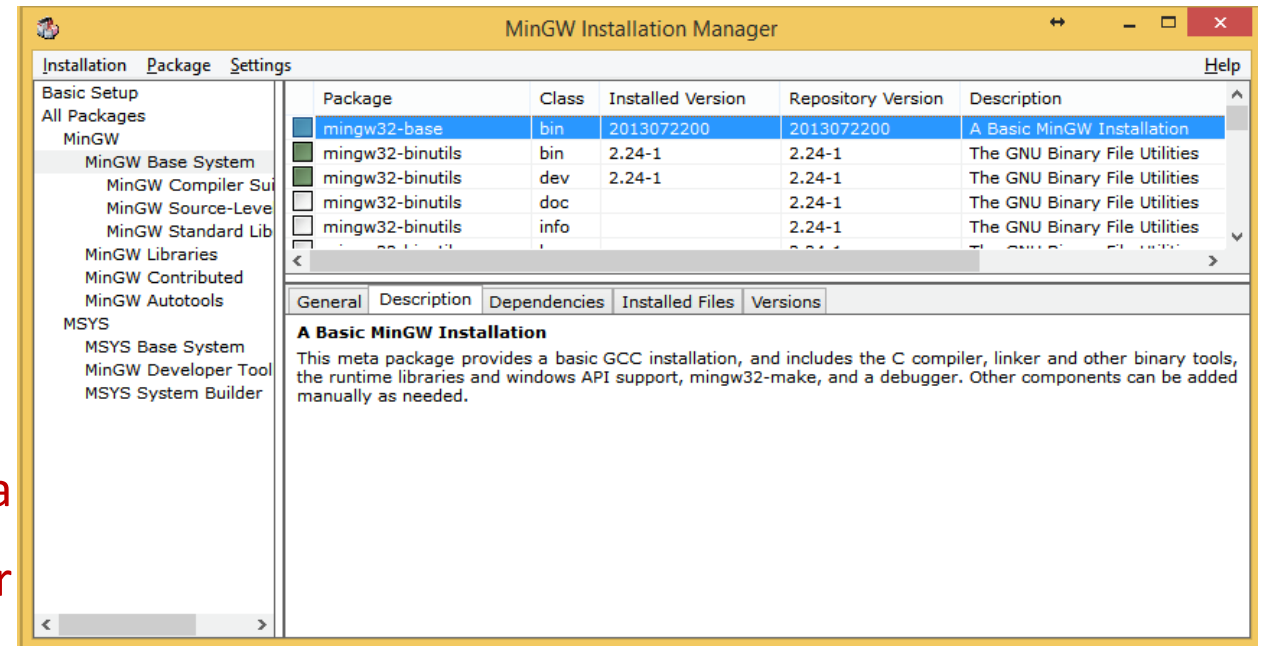 MinGW Installation Manager
Installation Package Settings Help
Basic Setup
All Packages
MinGW
MinGW Base System
MinGW Compiler Sui
MinGW Source-Leve
MinGW Standard Lib
MinGW Libraries
MinGW Contributed
MinGW Autotools
MSYS
MSYS Base System
MinGW Developer Tool
MSYS System Builder
Package Class Installed Version Repository Version Description
mingw32-base bin 2013072200 2013072200 A Basic MinGW Installation
mingw32-binutils bin 2.24-1 2.24-1 The GNU Binary File Utilities
mingw32-binutils dev 2.24-1 2.24-1 The GNU Binary File Utilities
mingw32-binutils doc 2.24-1 The GNU Binary File Utilities
mingw32-binutils info 2.24-1 The GNU Binary File Utilities
General Description Dependencies Installed Files Versions
A Basic MinGW Installation
This meta package provides a basic GCC installation, and includes the C compiler, linker and other binary tools,
the runtime libraries and windows API support, mingw32-make, and a debugger. Other components can be added
manually as needed.
a
r